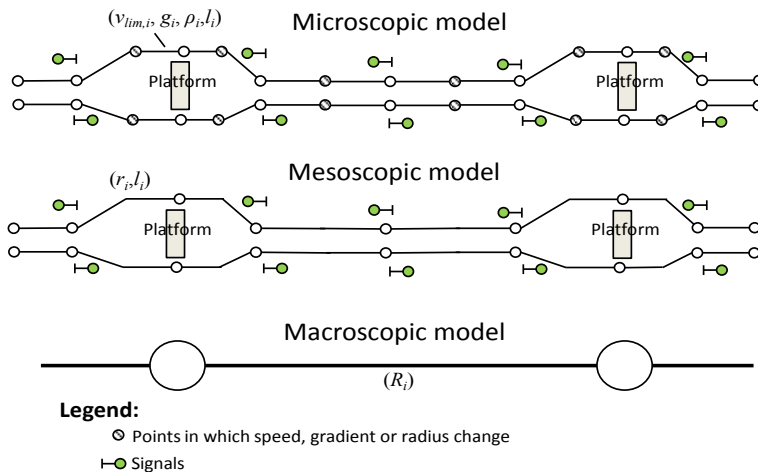 Microscopic model
(v_lim,i, g_i, ρ_i,l_i)
Platform
Platform
Mesoscopic model
(r_i,l_i)
Platform
Platform
Macroscopic model
(R_i)
Legend:
Points in which speed, gradient or radius change
Signals